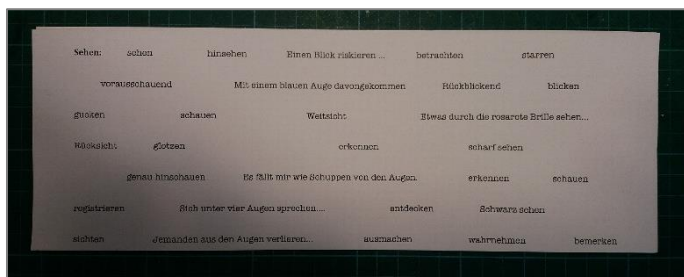 Sehen: sehen hinsehen Einen Blick riskieren ... betrachten starren
vorausschauend Mit einem blauen Auge davongekommen Rückblickend blicken
gucken schauen Weitsicht Etwas durch die rosarote Brille sehen...
Rücksicht glotzen erkennen scharf sehen
genau hinschauen Es fällt mir wie Schuppen von den Augen. erkennen schauen
registrieren Sich unter vier Augen sprechen.... entdecken Schwarz sehen
sichten Jemanden aus den Augen verlieren... ausmachen wahrnehmen bemerken